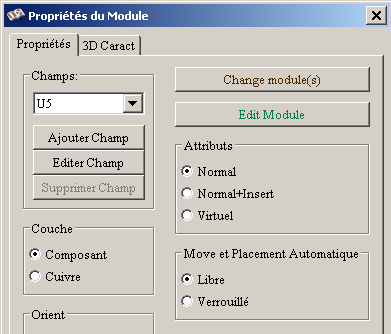 Propriétés du Module
Propriétés
3D Caract
Champs:
U5
Ajouter Champ
Editer Champ
Supprimer Champ
Couche
Composant
Cuivre
Orient
Change module(s)
Edit Module
Attributs
Normal
Normal+Insert
Virtuel
Move et Placement Automatique
Libre
Verrouillé